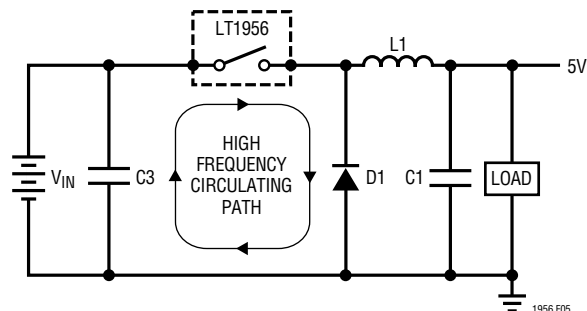 LT1956
L1
5V
VIN
C3
HIGH
FREQUENCY
CIRCULATING
PATH
D1
C1
LOAD
1956 F05